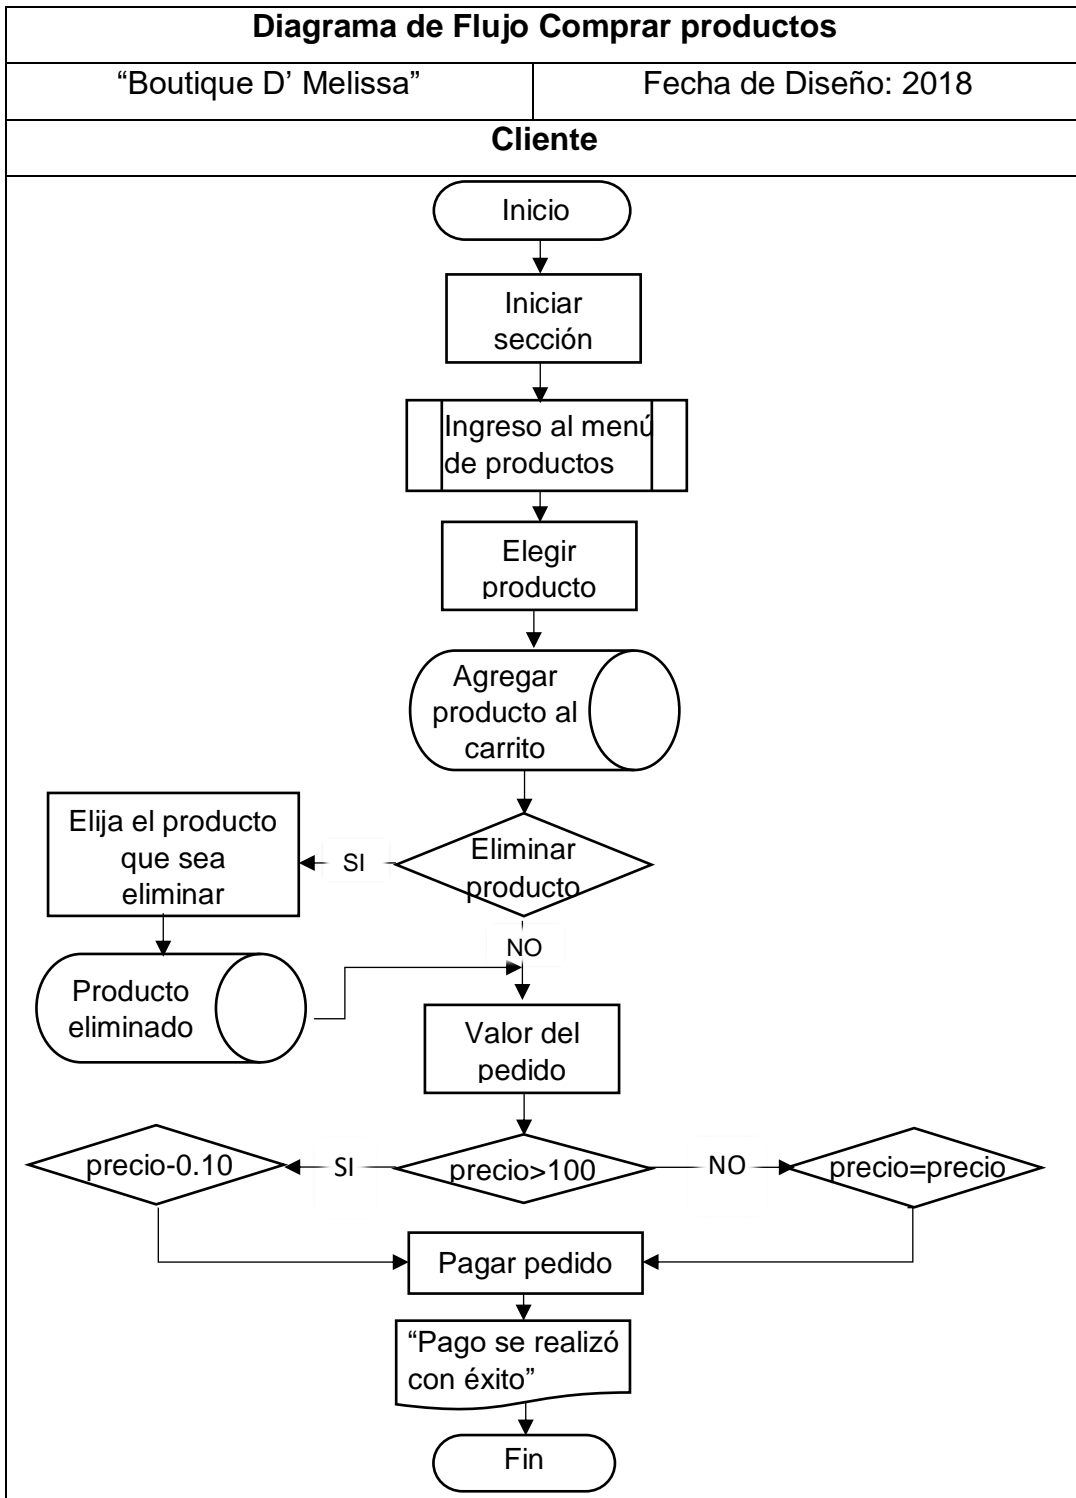 Diagrama de Flujo Comprar productos
“Boutique D’ Melissa”
Fecha de Diseño: 2018
Cliente
Inicio
Iniciar
sección
Ingreso al menú
de productos
Elegir
producto
Agregar
producto al
carrito
Elija el producto
que sea
eliminar
SI
Eliminar
producto
NO
Producto
eliminado
Valor del
pedido
precio-0.10
SI
precio>100
NO
precio=precio
Pagar pedido
“Pago se realizó
con éxito”
Fin